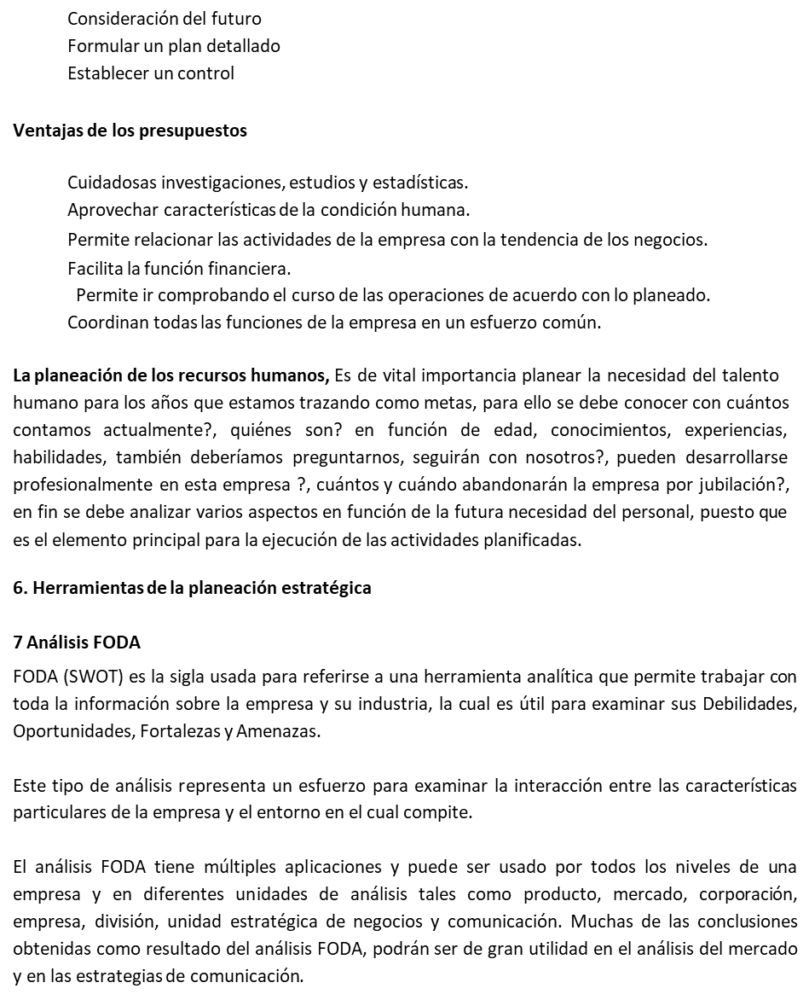 Consideración del futuro
Formular un plan detallado
Establecer un control
Ventajas de los presupuestos
Cuidadosas investigaciones, estudios y estadísticas.
Aprovechar características de la condición humana.
Permite relacionar las actividades de la empresa con la tendencia de los negocios.
Facilita la función financiera.
Permite ir comprobando el curso de las operaciones de acuerdo con lo planeado.
Coordinan todas las funciones de la empresa en un esfuerzo común.
La planeación de los recursos humanos, Es de vital importancia planear la necesidad del talento
humano para los años que estamos trazando como metas, para ello se debe conocer con cuántos
contamos actualmente?, quiénes son? en función de edad, conocimientos, experiencias,
habilidades, también deberíamos preguntarnos, seguirán con nosotros?, pueden desarrollarse
profesionalmente en esta empresa ?, cuántos y cuándo abandonarán la empresa por jubilación?,
en fin se debe analizar varios aspectos en función de la futura necesidad del personal, puesto que
es el elemento principal para la ejecución de las actividades planificadas.
6. Herramientas de la planeación estratégica
7 Análisis FODA
FODA (SWOT) es la sigla usada para referirse a una herramienta analítica que permite trabajar con
toda la información sobre la empresa y su industria, la cual es útil para examinar sus Debilidades,
Oportunidades, Fortalezas y Amenazas.
Este tipo de análisis representa un esfuerzo para examinar la interacción entre las características
particulares de la empresa y el entorno en el cual compite.
El análisis FODA tiene múltiples aplicaciones y puede ser usado por todos los niveles de una
empresa y en diferentes unidades de análisis tales como producto, mercado, corporación,
empresa, división, unidad estratégica de negocios y comunicación. Muchas de las conclusiones
obtenidas como resultado del análisis FODA, podrán ser de gran utilidad en el análisis del mercado
y en las estrategias de comunicación.